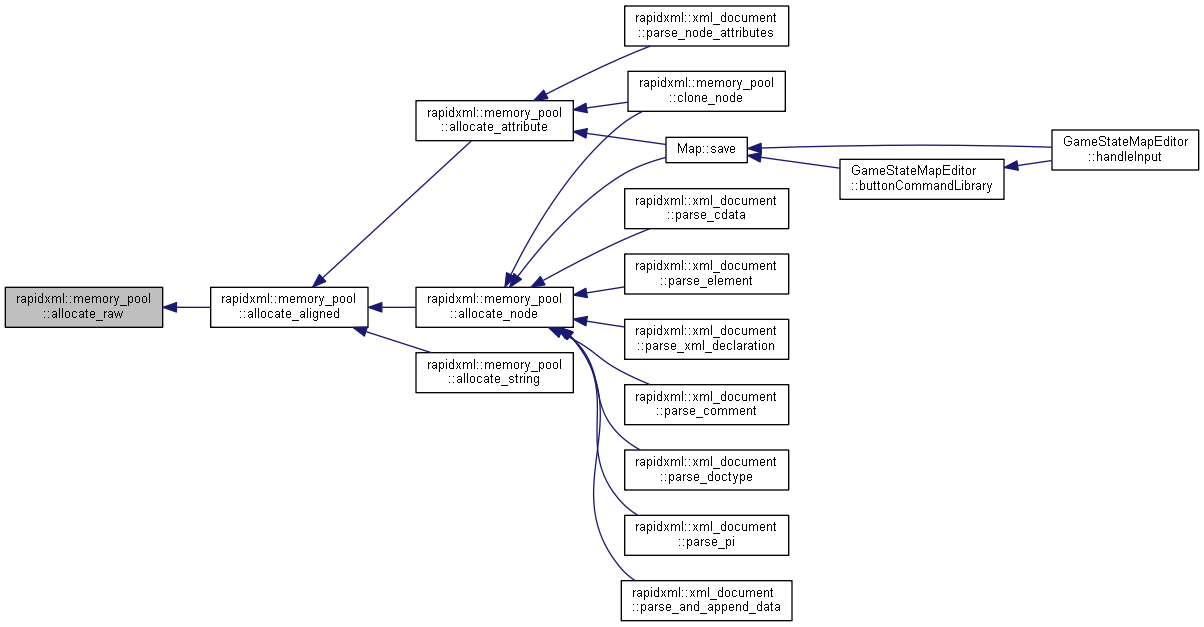 rapidxml::xml_document
::parse_node_attributes
rapidxml::memory_pool
::clone_node
rapidxml::memory_pool
::allocate_attribute
Map::save
GameStateMapEditor
::handleInput
GameStateMapEditor
::buttonCommandLibrary
rapidxml::xml_document
::parse_cdata
rapidxml::xml_document
::parse_element
rapidxml::memory_pool
::allocate_raw
rapidxml::memory_pool
::allocate_aligned
rapidxml::memory_pool
::allocate_node
rapidxml::xml_document
::parse_xml_declaration
rapidxml::memory_pool
::allocate_string
rapidxml::xml_document
::parse_comment
rapidxml::xml_document
::parse_doctype
rapidxml::xml_document
::parse_pi
rapidxml::xml_document
::parse_and_append_data